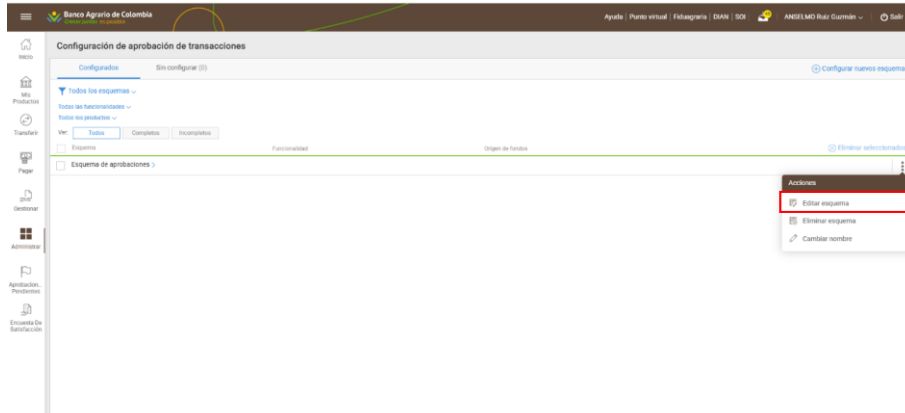 Banco Agrario de Colombia
Ayuda | Punto virtual | Fiduagraria | DIAN | SOI
ANSELMO Ruiz Guzmán
Salir
Inicio
Mis
Productos
Transferir
Pagar
Gestionar
Administrar
Aprobacion...
Pendientes
Encuesta De
Satisfacción
Configuración de aprobación de transacciones
Configurados
Sin configurar (0)
Configurar nuevos esquema
Todos los esquemas
Todas las funcionalidades
Todos los productos
Ver: Todos Completos Incompletos
Esquema Funcionalidad Origen de fondos
Eliminar seleccionados
Esquema de aprobaciones >
Acciones
Editar esquema
Eliminar esquema
Cambiar nombre